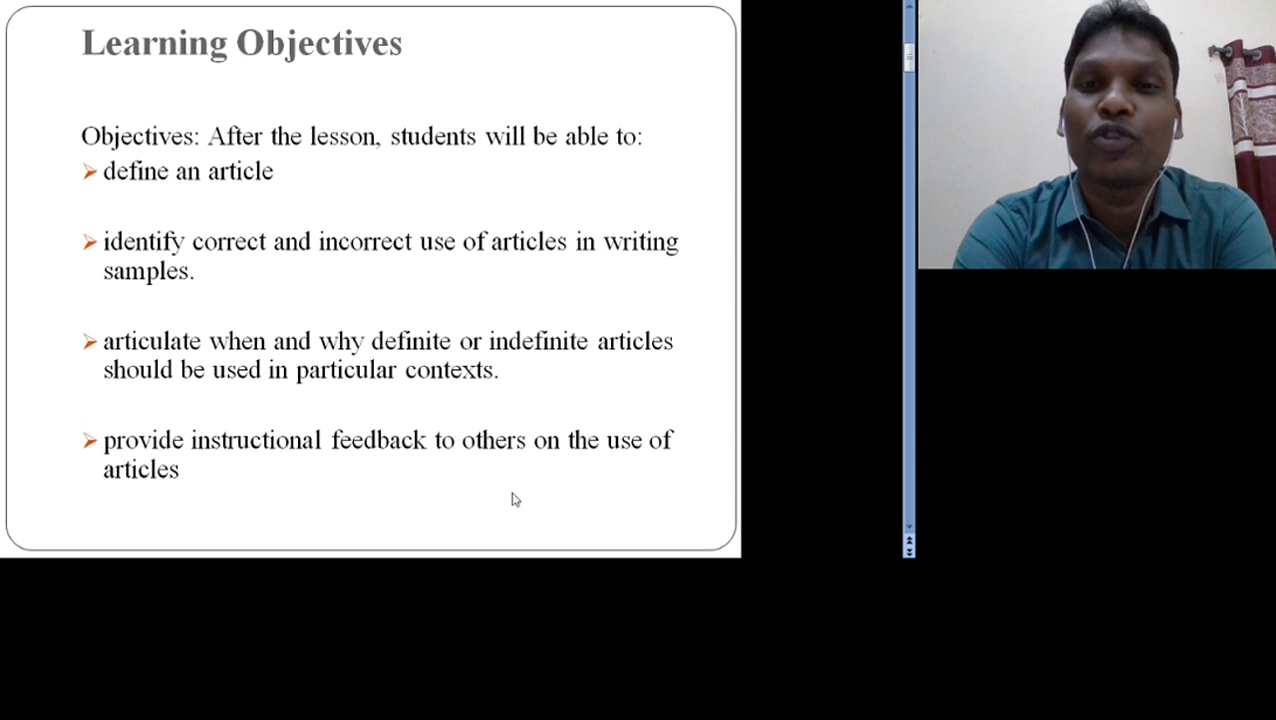 Learning Objectives
Objectives: After the lesson, students will be able to:
define an article
identify correct and incorrect use of articles in writing
samples.
articulate when and why definite or indefinite articles
should be used in particular contexts.
provide instructional feedback to others on the use of
articles